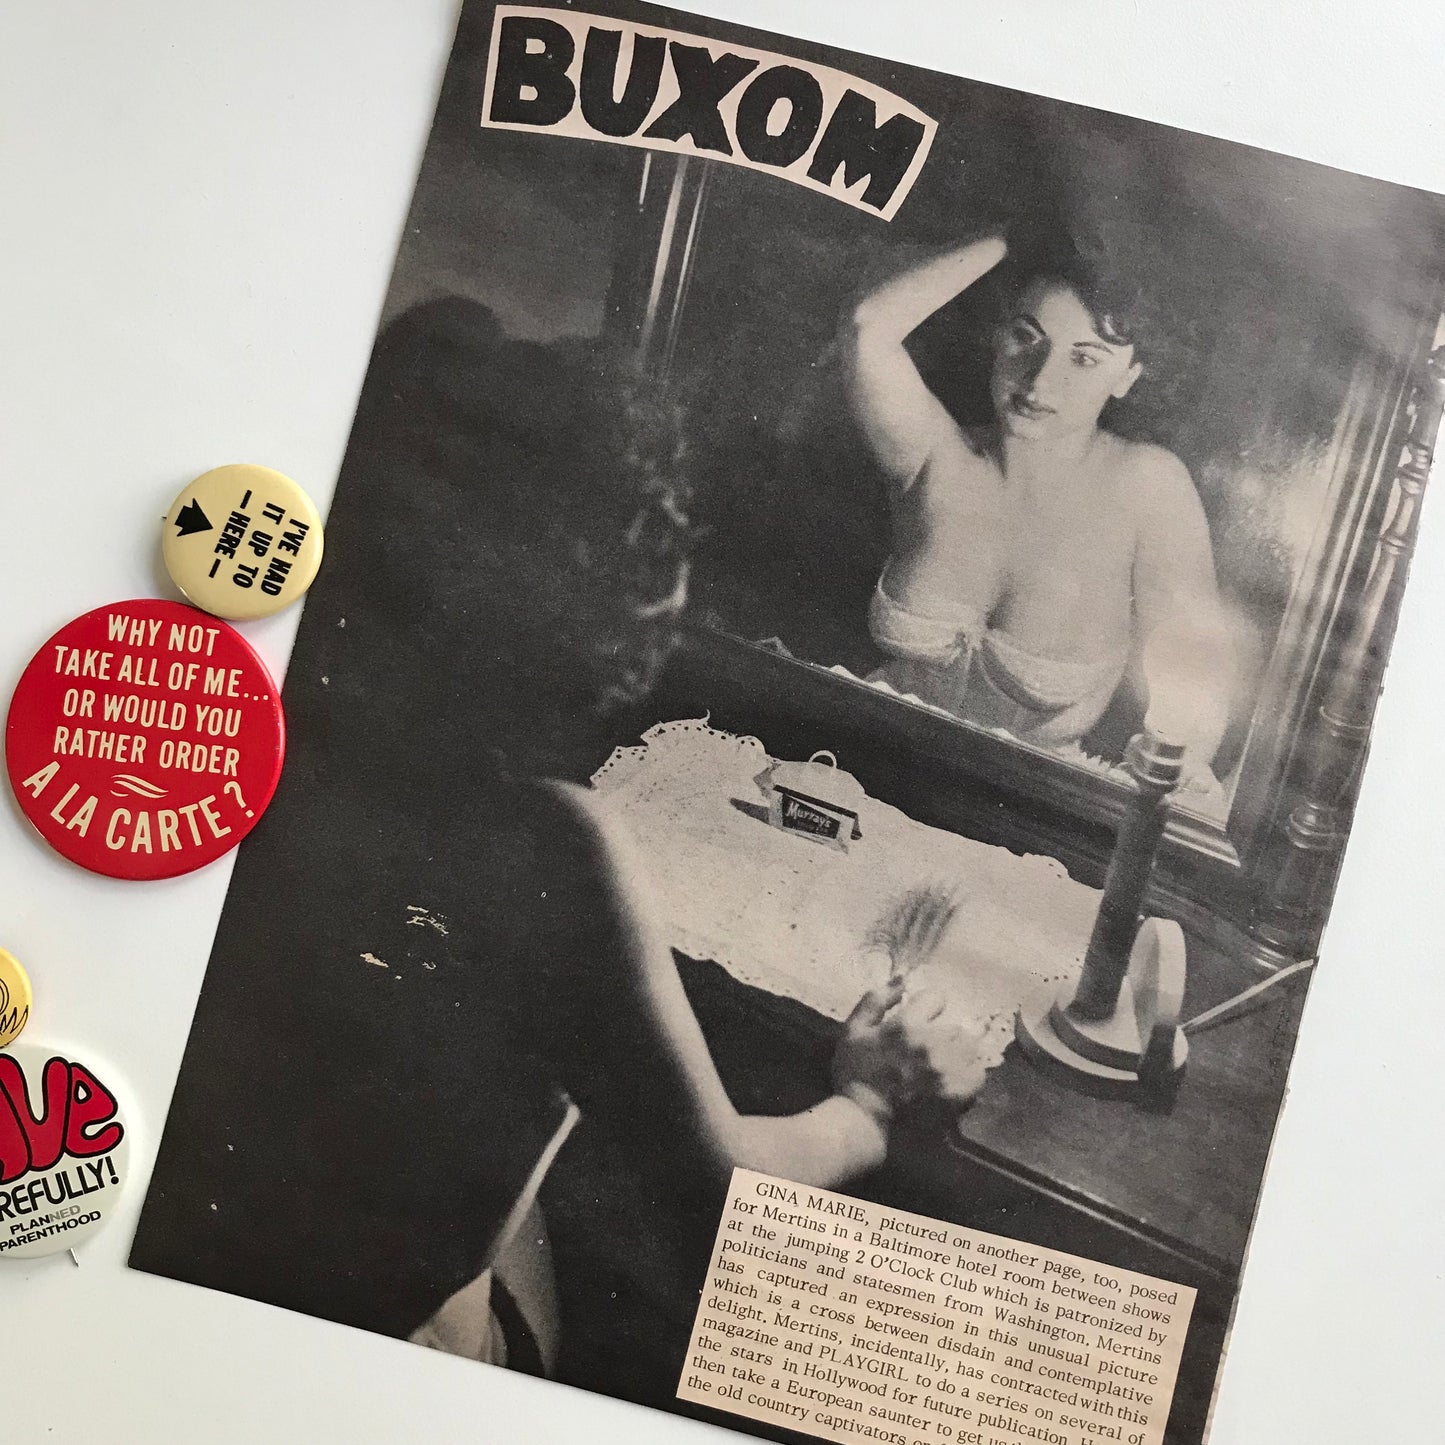 BUXOM
I'VE HAD
IT UP TO
— HERE —
WHY NOT
TAKE ALL OF ME...
OR WOULD YOU
RATHER ORDER
A LA CARTE?
Murray's
PLANNED
PARENTHOOD
GINA MARIE, pictured on another page, too, posed
for Mertins in a Baltimore hotel room between shows
at the jumping 2 O'Clock Club which is patronized by
politicians and statesmen from Washington. Mertins
has captured an expression in this unusual picture
which is a cross between disdain and contemplative
delight. Mertins, incidentally, has contracted with this
magazine and PLAYGIRL to do a series on several of
the stars in Hollywood for future publication.
then take a European saunter to get
the old country captivators